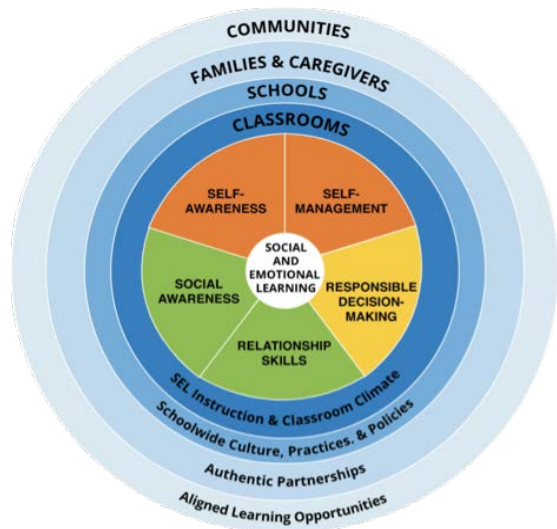 COMMUNITIES
FAMILIES & CAREGIVERS
SCHOOLS
CLASSROOMS
SELF-
AWARENESS
SELF-
MANAGEMENT
SOCIAL
AND
EMOTIONAL
LEARNING
SOCIAL
AWARENESS
RESPONSIBLE
DECISION-
MAKING
RELATIONSHIP
SKILLS
SEL Instruction & Classroom Climate
Schoolwide Culture, Practices. & Policies
Authentic Partnerships
Aligned Learning Opportunities